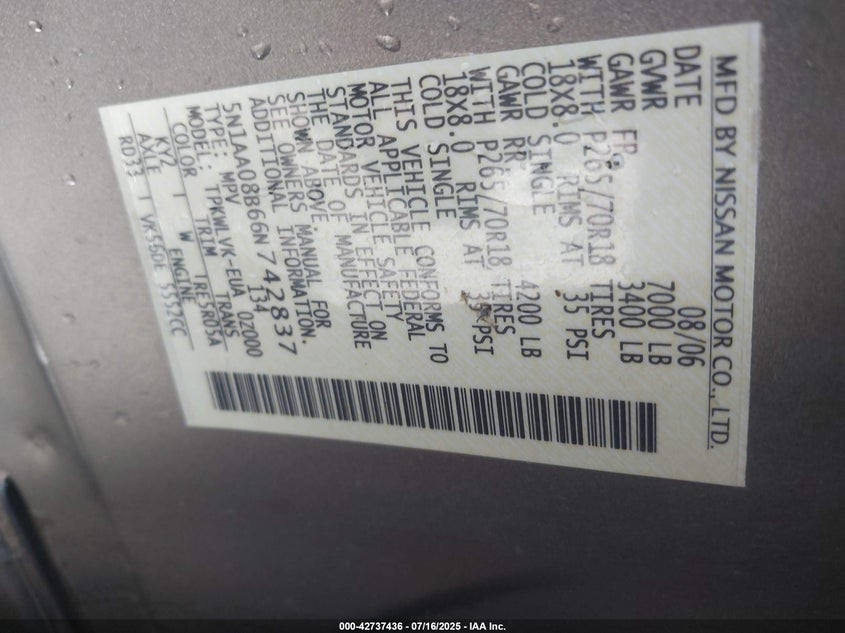 MFD BY NISSAN MOTOR CO., LTD.
DATE 08/06
GVWR 7000 LB
GAWR FR 3400 LB
WITH P265/70R18 TIRES
18X8.0 RIMS AT 35 PSI
COLD SINGLE
GAWR RR 4200 LB
WITH P265/70R18 TIRES
18X8.0 RIMS AT 35 PSI
COLD SINGLE
THIS VEHICLE CONFORMS TO
ALL APPLICABLE FEDERAL
MOTOR VEHICLE SAFETY
STANDARDS IN EFFECT ON
THE DATE OF MANUFACTURE
SHOWN ABOVE.
SEE OWNERS MANUAL FOR
ADDITIONAL INFORMATION.
134
5N1AA08B66N742837
TYPE: MPV
MODEL: TPKWLVK-EUA 02000
COLOR TRIM TRANS
KY2 W RE5R05A
AXLE ENGINE
RD33 VK56DE 5552CC
000-42737436 - 07/16/2025 - IAA Inc.